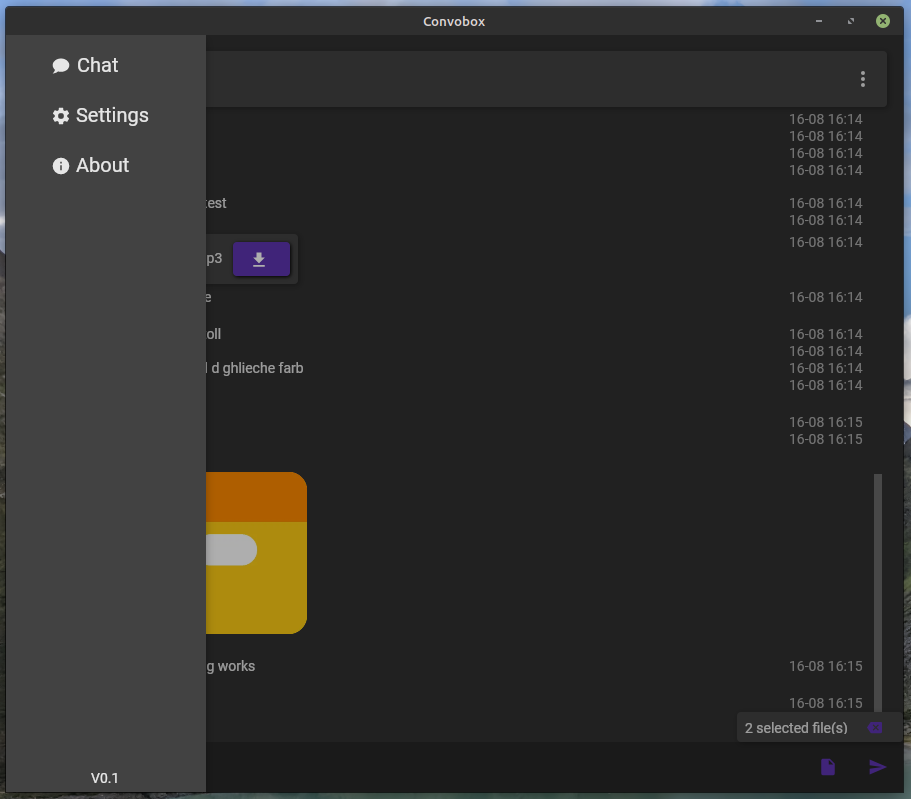 Convobox
Chat
Settings
About
16-08 16:14
16-08 16:14
16-08 16:14
16-08 16:14
test 16-08 16:14
16-08 16:14
16-08 16:14
p3
e 16-08 16:14
oll 16-08 16:14
16-08 16:14
d ghlieche farb 16-08 16:14
16-08 16:14
16-08 16:15
16-08 16:15
g works 16-08 16:15
16-08 16:15
2 selected file(s)
V0.1